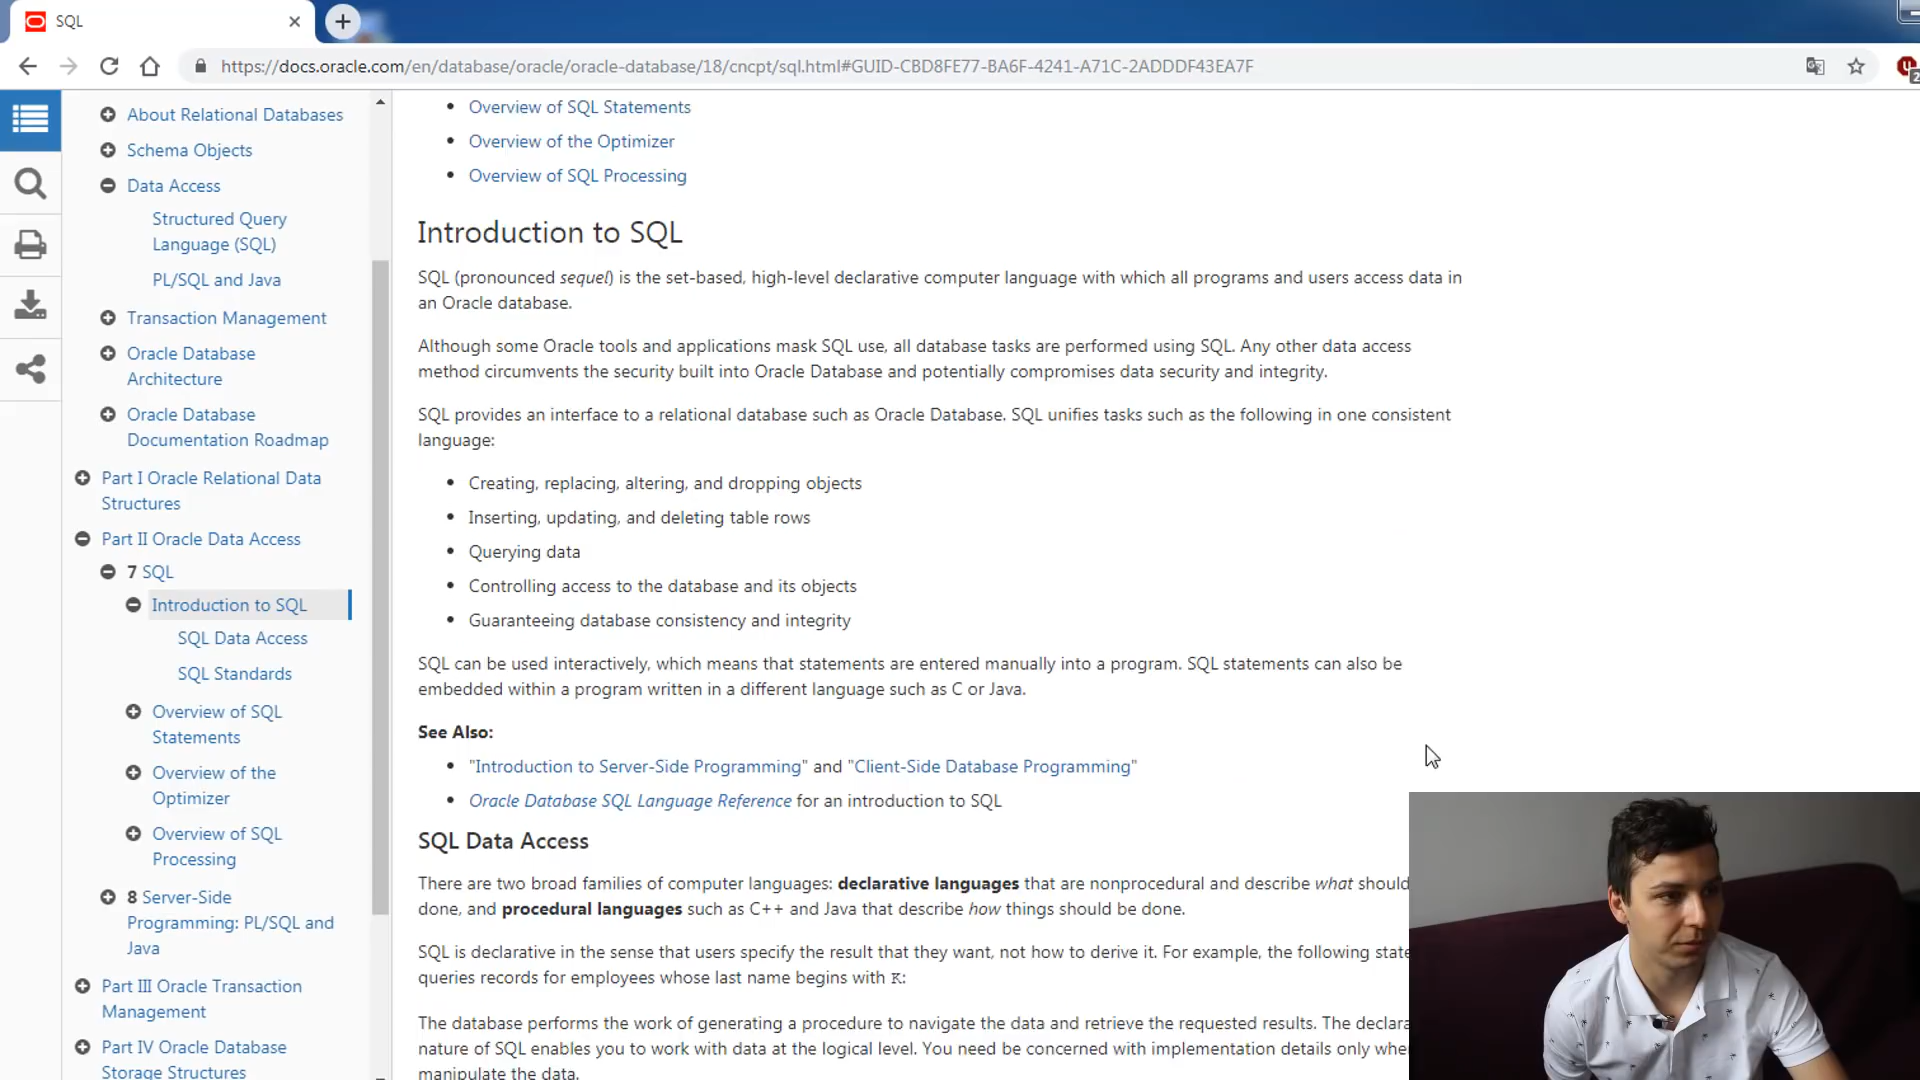 SQL
https://docs.oracle.com/en/database/oracle/oracle-database/18/cncpt/sql.html#GUID-CBD8FE77-BA6F-4241-A71C-2ADDDF43EA7F
2
About Relational Databases
Schema Objects
Data Access
Structured Query
Language (SQL)
PL/SQL and Java
Transaction Management
Oracle Database
Architecture
Oracle Database
Documentation Roadmap
Part I Oracle Relational Data
Structures
Part II Oracle Data Access
7 SQL
Introduction to SQL
SQL Data Access
SQL Standards
Overview of SQL
Statements
Overview of the
Optimizer
Overview of SQL
Processing
8 Server-Side
Programming: PL/SQL and
Java
Part III Oracle Transaction
Management
Part IV Oracle Database
Storage Structures
• Overview of SQL Statements
• Overview of the Optimizer
• Overview of SQL Processing
Introduction to SQL
SQL (pronounced sequel) is the set-based, high-level declarative computer language with which all programs and users access data in
an Oracle database.
Although some Oracle tools and applications mask SQL use, all database tasks are performed using SQL. Any other data access
method circumvents the security built into Oracle Database and potentially compromises data security and integrity.
SQL provides an interface to a relational database such as Oracle Database. SQL unifies tasks such as the following in one consistent
language:
• Creating, replacing, altering, and dropping objects
• Inserting, updating, and deleting table rows
• Querying data
• Controlling access to the database and its objects
• Guaranteeing database consistency and integrity
SQL can be used interactively, which means that statements are entered manually into a program. SQL statements can also be
embedded within a program written in a different language such as C or Java.
See Also:
• "Introduction to Server-Side Programming" and "Client-Side Database Programming"
• Oracle Database SQL Language Reference for an introduction to SQL
SQL Data Access
There are two broad families of computer languages: declarative languages that are nonprocedural and describe what should
done, and procedural languages such as C++ and Java that describe how things should be done.
SQL is declarative in the sense that users specify the result that they want, not how to derive it. For example, the following state
queries records for employees whose last name begins with K:
The database performs the work of generating a procedure to navigate the data and retrieve the requested results. The declara
nature of SQL enables you to work with data at the logical level. You need be concerned with implementation details only whe
manipulate the data.